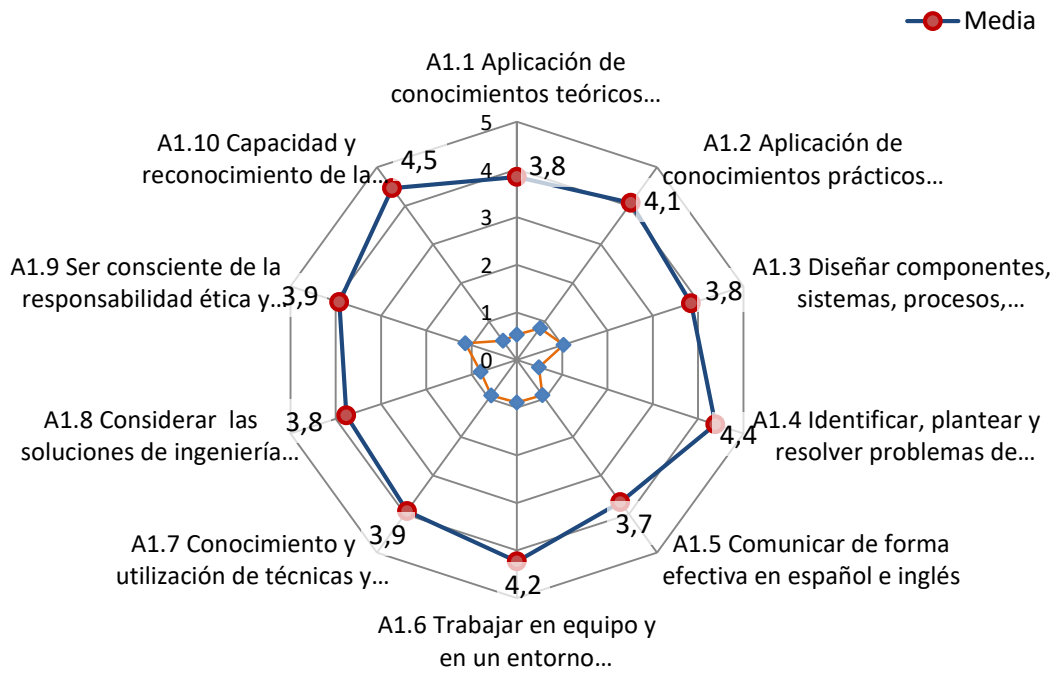 Media
A1.1 Aplicación de
conocimientos teóricos...
A1.2 Aplicación de
conocimientos prácticos...
A1.3 Diseñar componentes,
sistemas, procesos,...
A1.4 Identificar, plantear y
resolver problemas de...
A1.5 Comunicar de forma
efectiva en español e inglés
A1.6 Trabajar en equipo y
en un entorno...
A1.7 Conocimiento y
utilización de técnicas y...
A1.8 Considerar  las
soluciones de ingeniería...
A1.9 Ser consciente de la
responsabilidad ética y...
A1.10 Capacidad y
reconocimiento de la...
5
4
3
2
1
0
3,8
4,1
3,8
4,4
3,7
4,2
3,9
3,8
3,9
4,5